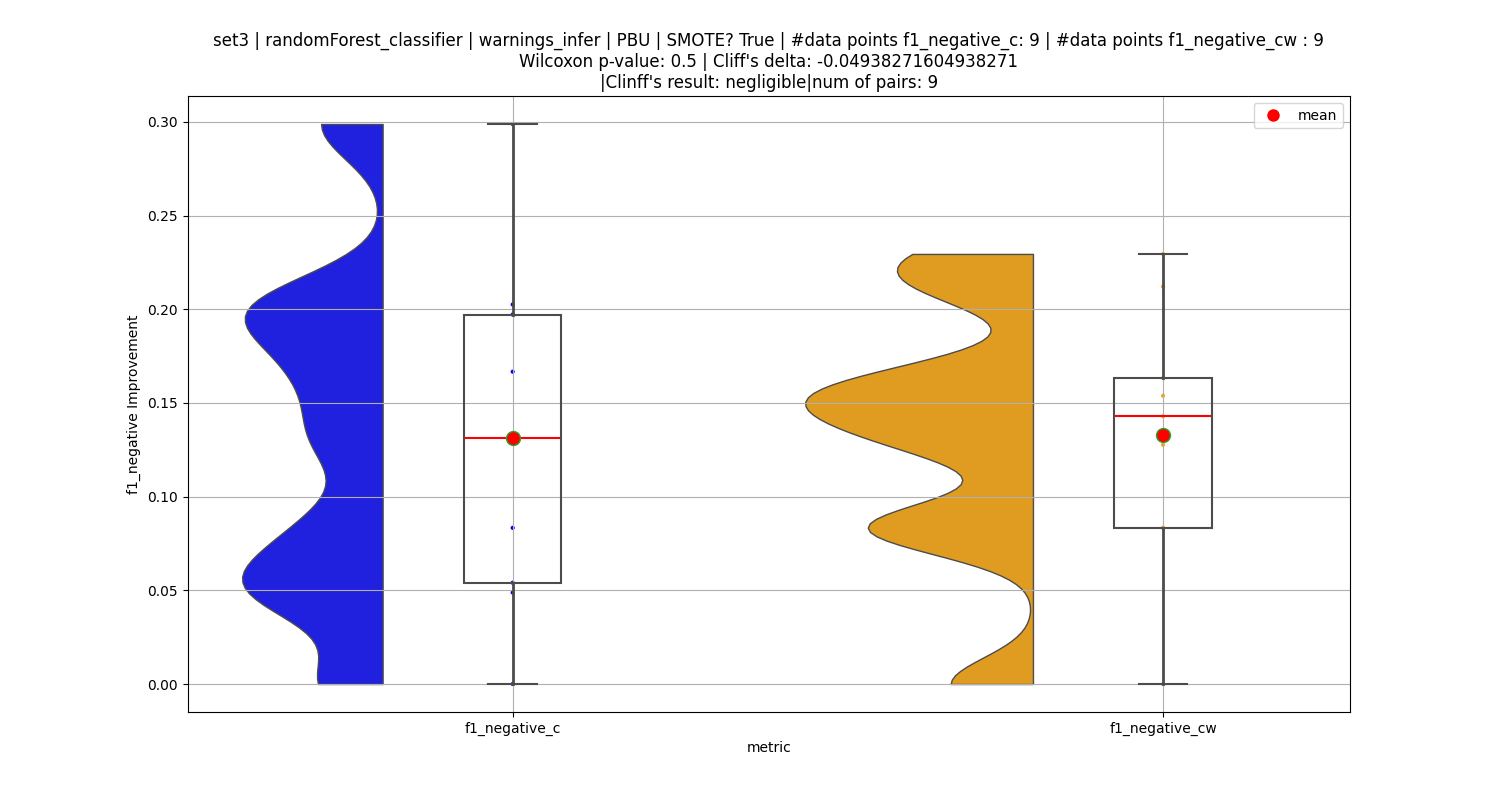 set3 | randomForest_classifier | warnings_infer | PBU | SMOTE? True | #data points f1_negative_c: 9 | #data points f1_negative_cw : 9
Wilcoxon p-value: 0.5 | Cliff's delta: -0.04938271604938271
|Clinff's result: negligible|num of pairs: 9
mean
0.30
0.25
0.20
0.15
0.10
0.05
0.00
f1_negative Improvement
f1_negative_c
f1_negative_cw
metric